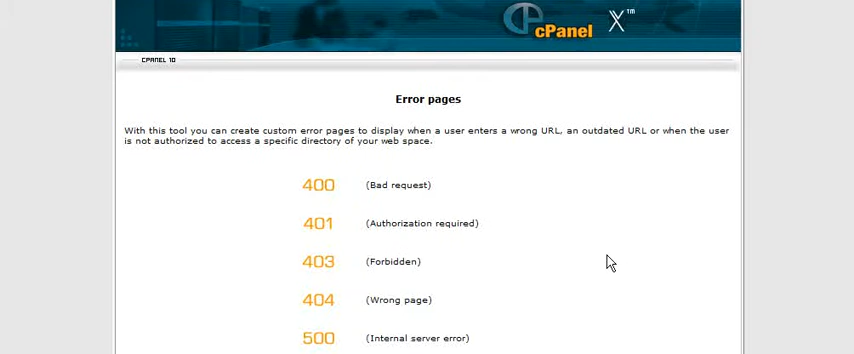 cPanel X™
CPANEL 10
Error pages
With this tool you can create custom error pages to display when a user enters a wrong URL, an outdated URL or when the user
is not authorized to access a specific directory of your web space.
400 (Bad request)
401 (Authorization required)
403 (Forbidden)
404 (Wrong page)
500 (Internal server error)